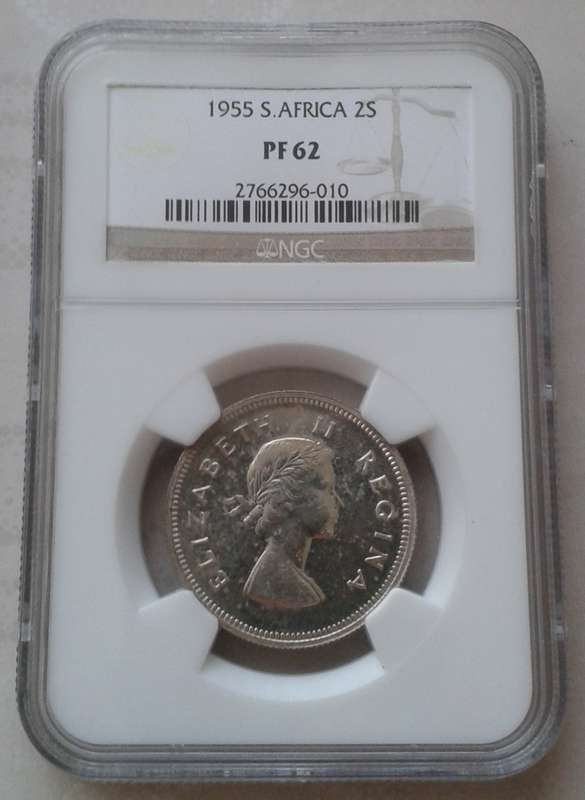 1955 S.AFRICA 2S
PF 62
2766296-010
NGC
ELIZABETH II REGINA